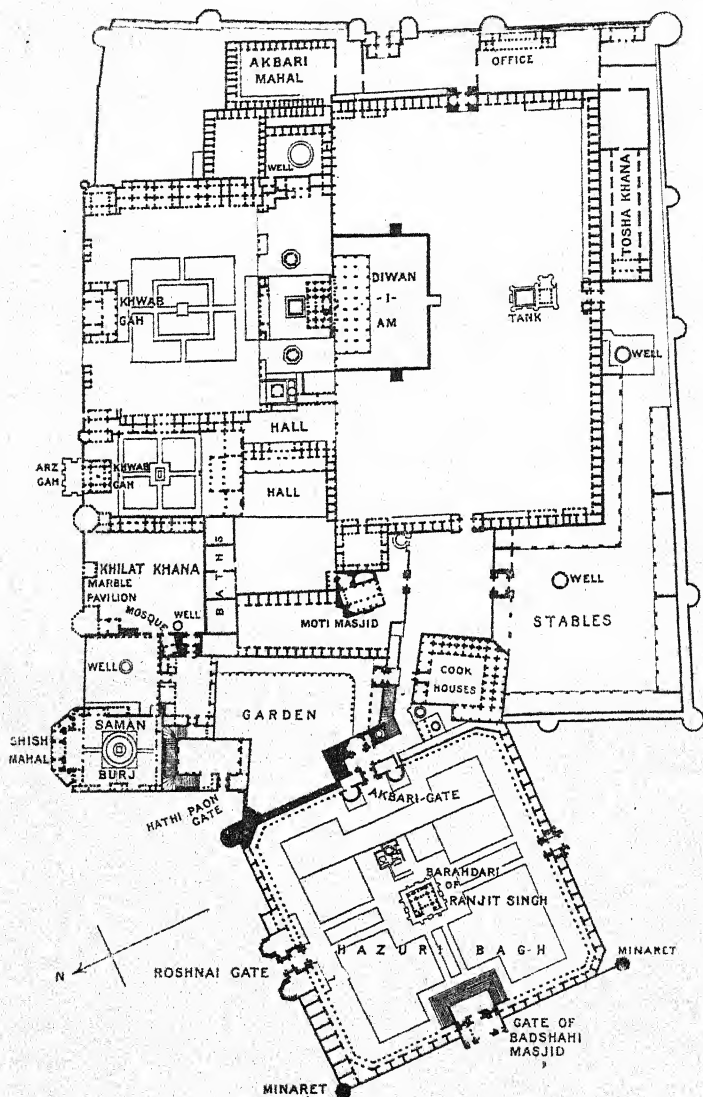 AKBARI
MAHAL
OFFICE
WELL
TOSHA KHANA
KHWAB
GAH
DIWAN
-I-
AM
TANK
WELL
HALL
ARZ
GAH
KHWAB
GAH
HALL
KHILAT KHANA
MARBLE
PAVILION
BATHS
MOSQUE
WELL
WELL
MOTI MASJID
WELL
STABLES
COOK
HOUSES
GARDEN
SHISH
MAHAL
SAMAN
BURJ
HATHI PAON
GATE
AKBARI-GATE
BARAHDARI
OF
RANJIT SINGH
HAZURI BAGH
N
ROSHNAI GATE
MINARET
GATE OF
BADSHAHI
MASJID
MINARET